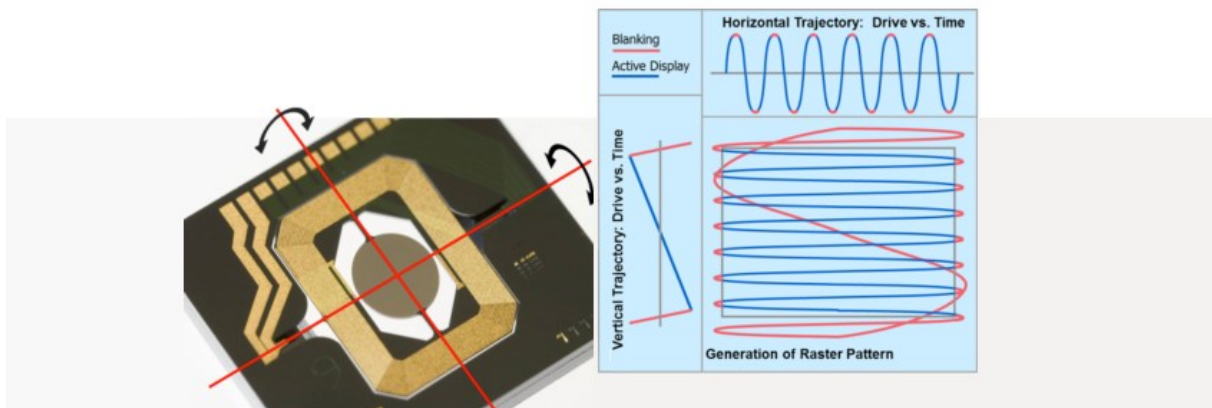 Horizontal Trajectory: Drive vs. Time
Blanking
Active Display
Vertical Trajectory: Drive vs. Time
Generation of Raster Pattern